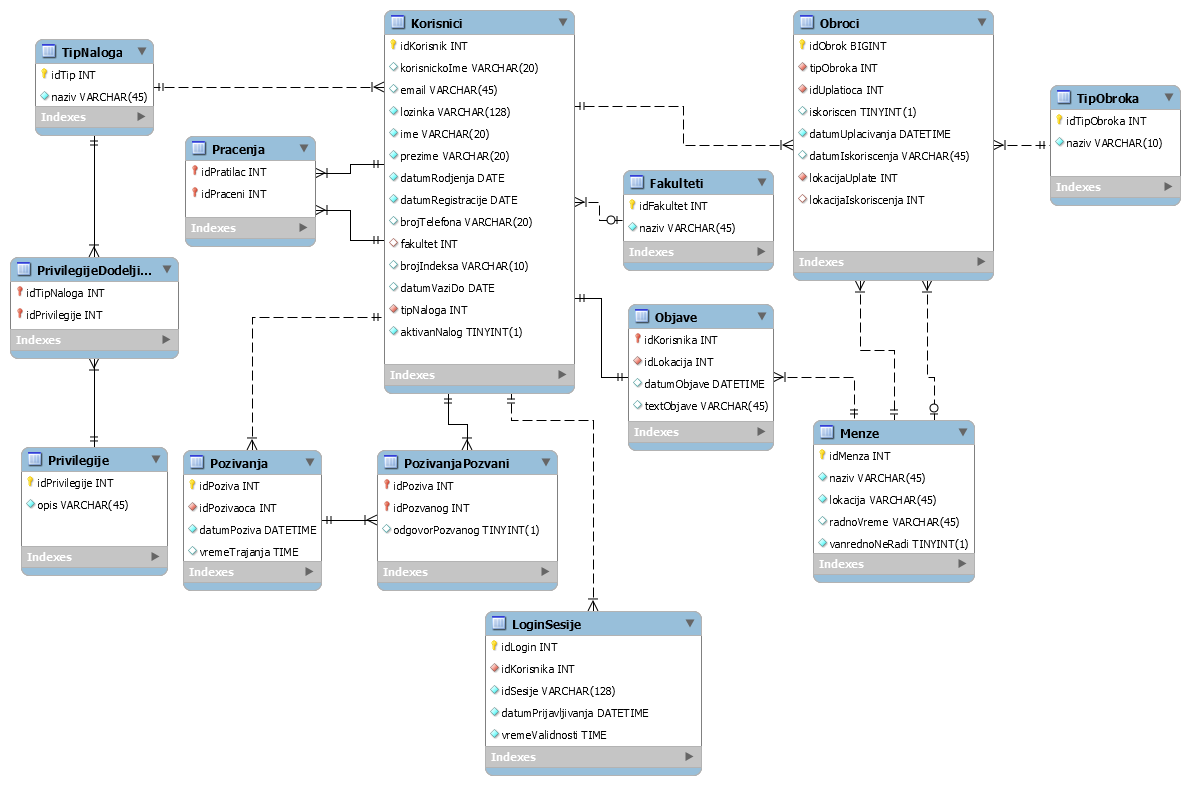 TipNaloga
idTip INT
naziv VARCHAR(45)
Indexes
Pracenja
idPratilac INT
idPraceni INT
Indexes
PrivilegijeDodelji...
idTipNaloga INT
idPrivilegije INT
Indexes
Privilegije
idPrivilegije INT
opis VARCHAR(45)
Indexes
Korisnici
idKorisnik INT
korisnickoIme VARCHAR(20)
email VARCHAR(45)
lozinka VARCHAR(128)
ime VARCHAR(20)
prezime VARCHAR(20)
datumRodjenja DATE
datumRegistracije DATE
brojTelefona VARCHAR(20)
fakultet INT
brojIndeksa VARCHAR(10)
datumVaziDo DATE
tipNaloga INT
aktivanNalog TINYINT(1)
Indexes
Pozivanja
idPoziva INT
idPozivaoca INT
datumPoziva DATETIME
vremeTrajanja TIME
Indexes
PozivanjaPozvani
idPoziva INT
idPozvanog INT
odgovorPozvanog TINYINT(1)
Indexes
LoginSesije
idLogin INT
idKorisnika INT
idSesije VARCHAR(128)
datumPrijavljivanja DATETIME
vremeValidnosti TIME
Indexes
Fakulteti
idFakultet INT
naziv VARCHAR(45)
Indexes
Objave
idKorisnika INT
idLokacija INT
datumObjave DATETIME
textObjave VARCHAR(45)
Indexes
Obroci
idObrok BIGINT
tipObroka INT
idUplatioca INT
iskoriscen TINYINT(1)
datumUplacivanja DATETIME
datumIskoriscenja VARCHAR(45)
lokacijaUplate INT
lokacijaIskoriscenja INT
Indexes
TipObroka
idTipObroka INT
naziv VARCHAR(10)
Indexes
Menze
idMenza INT
naziv VARCHAR(45)
lokacija VARCHAR(45)
radnoVreme VARCHAR(45)
vanrednoNeRadi TINYINT(1)
Indexes